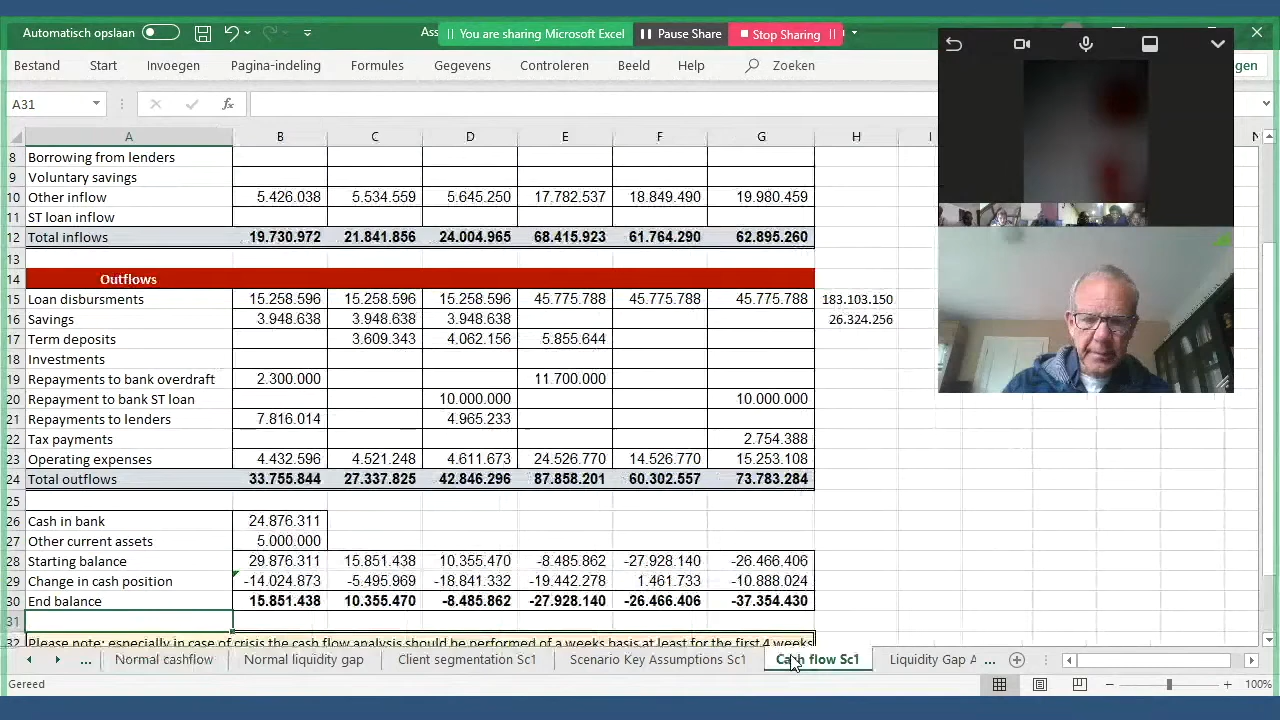 Automatisch opslaan Ass You are sharing Microsoft Excel Pause Share Stop Sharing
Bestand Start Invoegen Pagina-indeling Formules Gegevens Controleren Beeld Help Zoeken gen
A31 fx
A B C D E F G H I N
8 Borrowing from lenders
9 Voluntary savings
10 Other inflow 5.426.038 5.534.559 5.645.250 17.782.537 18.849.490 19.980.459
11 ST loan inflow
12 Total inflows 19.730.972 21.841.856 24.004.965 68.415.923 61.764.290 62.895.260
13
14 Outflows
15 Loan disbursments 15.258.596 15.258.596 15.258.596 45.775.788 45.775.788 45.775.788 183.103.150
16 Savings 3.948.638 3.948.638 3.948.638 26.324.256
17 Term deposits 3.609.343 4.062.156 5.855.644
18 Investments
19 Repayments to bank overdraft 2.300.000 11.700.000
20 Repayment to bank ST loan 10.000.000 10.000.000
21 Repayments to lenders 7.816.014 4.965.233
22 Tax payments 2.754.388
23 Operating expenses 4.432.596 4.521.248 4.611.673 24.526.770 14.526.770 15.253.108
24 Total outflows 33.755.844 27.337.825 42.846.296 87.858.201 60.302.557 73.783.284
25
26 Cash in bank 24.876.311
27 Other current assets 5.000.000
28 Starting balance 29.876.311 15.851.438 10.355.470 -8.485.862 -27.928.140 -26.466.406
29 Change in cash position -14.024.873 -5.495.969 -18.841.332 -19.442.278 1.461.733 -10.888.024
30 End balance 15.851.438 10.355.470 -8.485.862 -27.928.140 -26.466.406 -37.354.430
31
32 Please note: especially in case of crisis the cash flow analysis should be performed of a weeks basis at least for the first 4 weeks
... Normal cashflow Normal liquidity gap Client segmentation Sc1 Scenario Key Assumptions Sc1 Cash flow Sc1 Liquidity Gap A ...
Gereed 100%